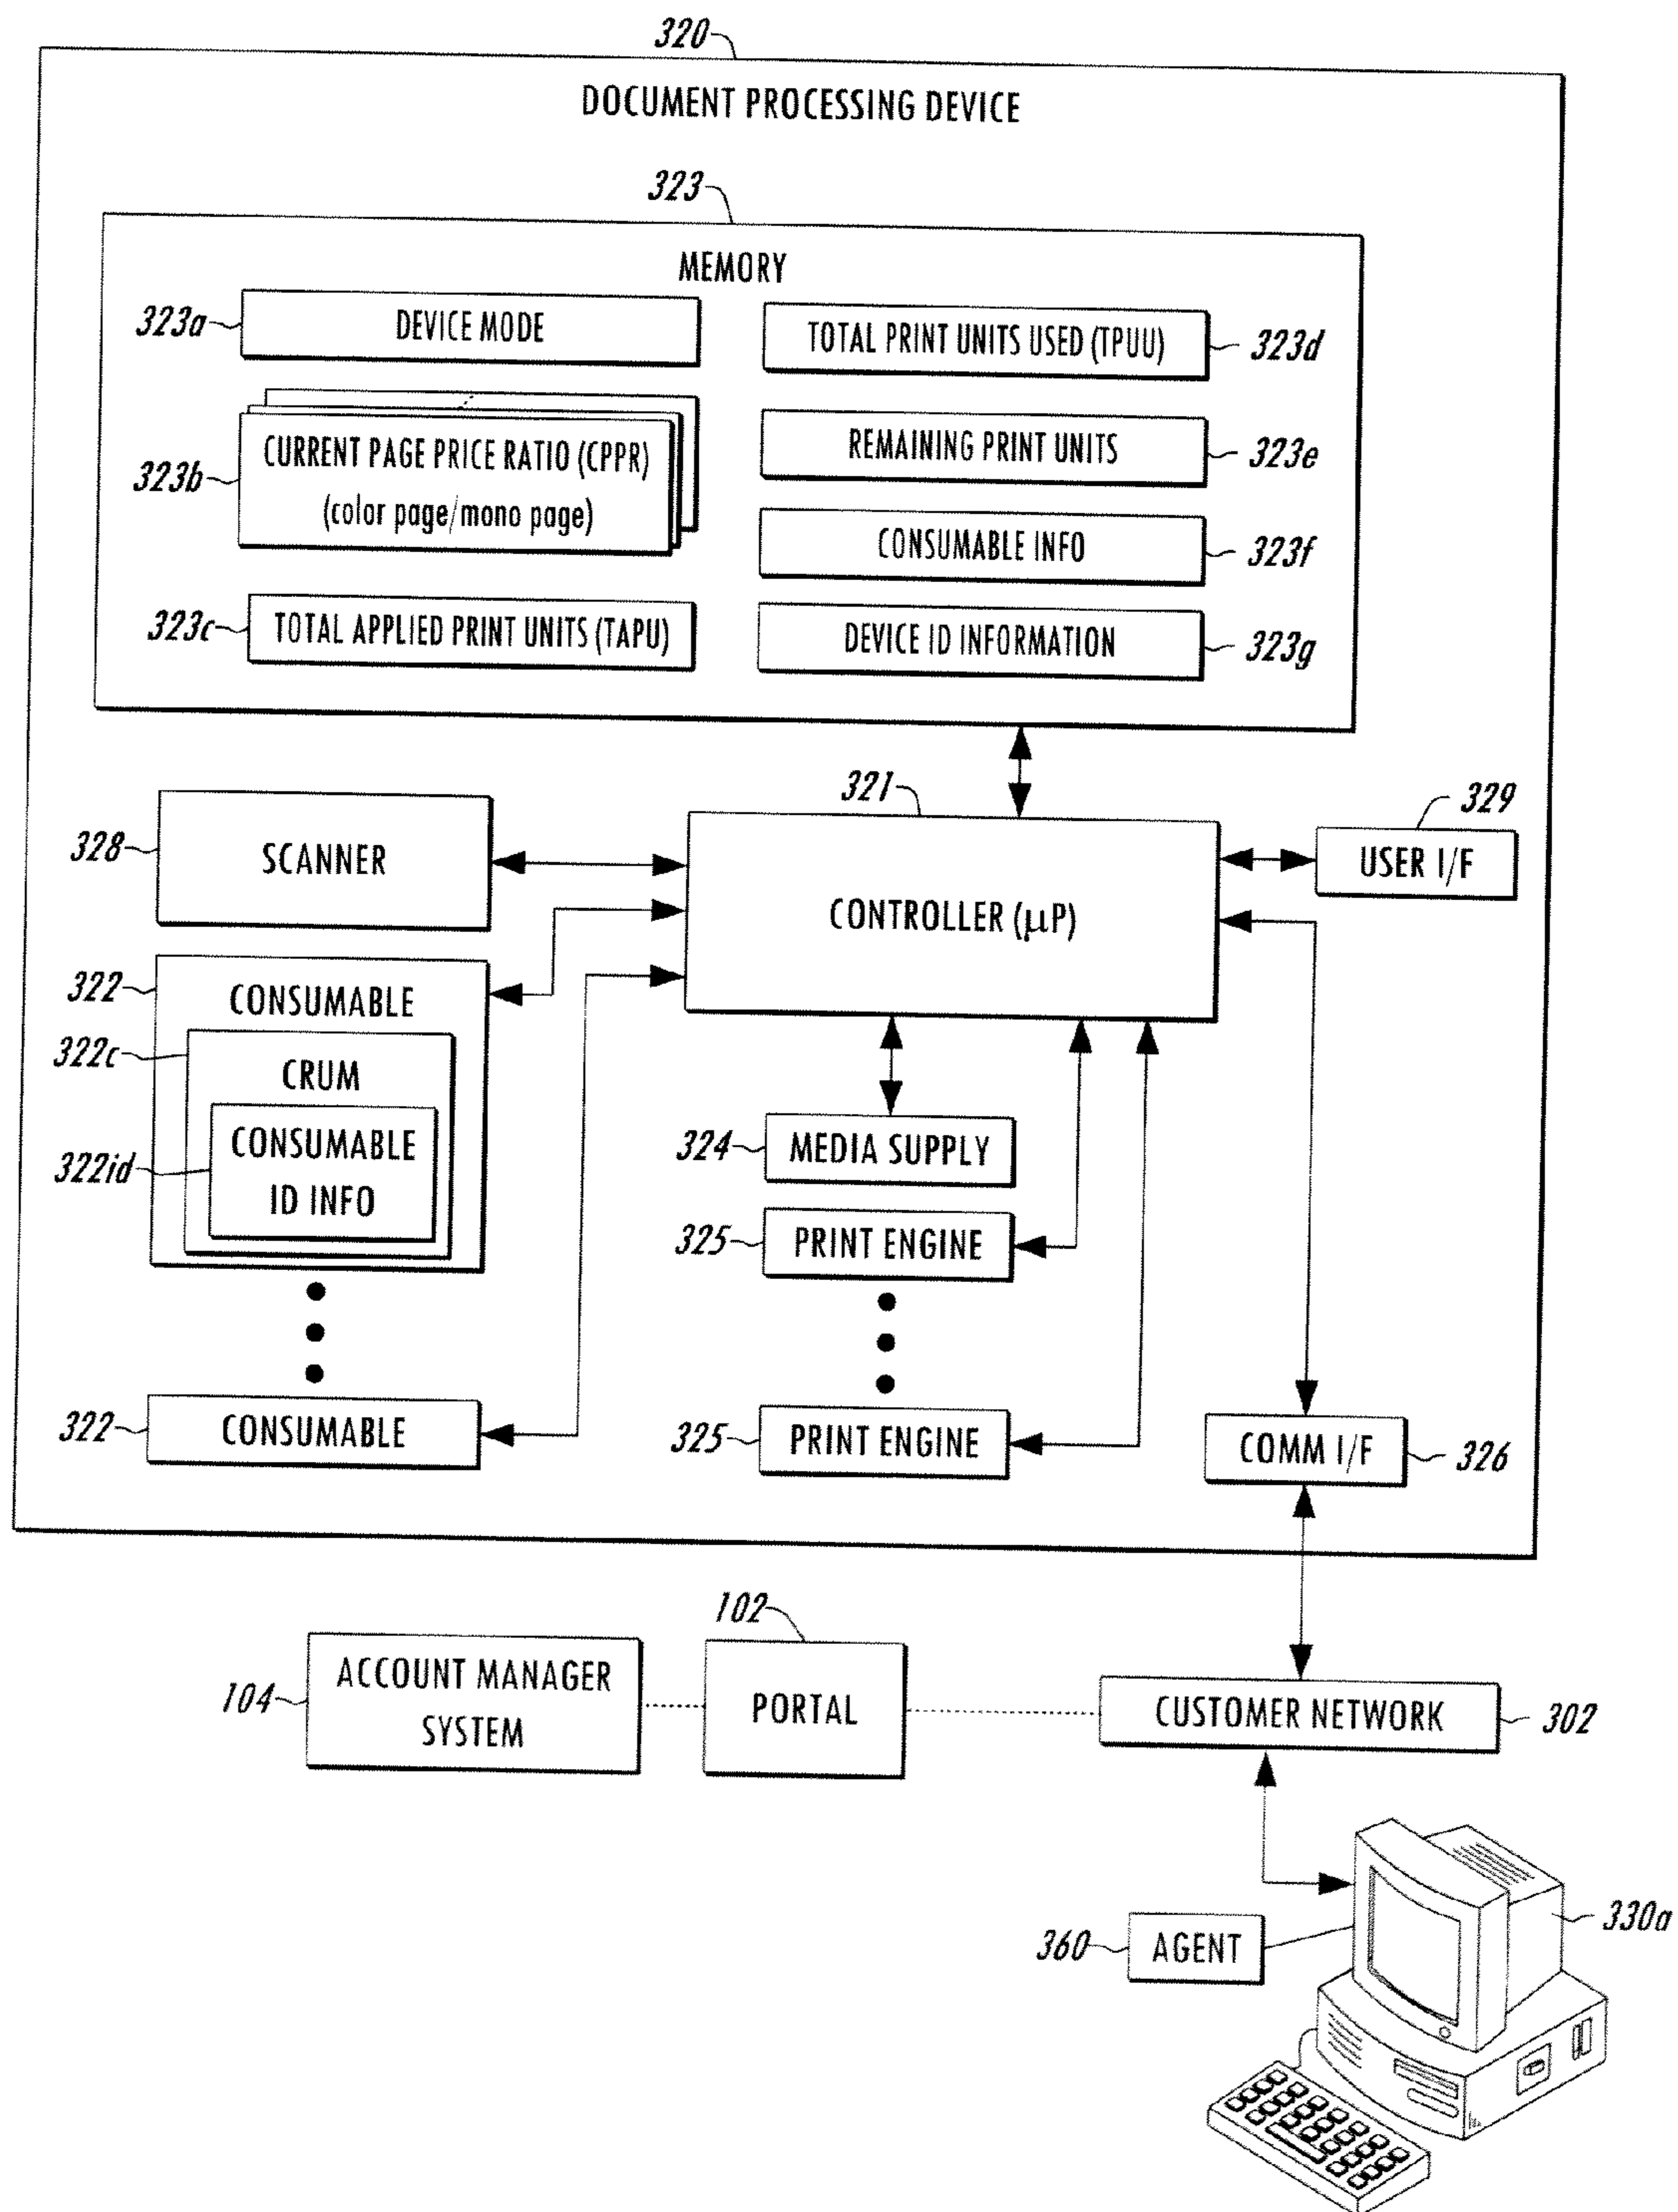 320
DOCUMENT PROCESSING DEVICE
323
MEMORY
323a
DEVICE MODE
TOTAL PRINT UNITS USED (TPUU)
323d
323b
CURRENT PAGE PRICE RATIO (CPPR)
(color page/mono page)
REMAINING PRINT UNITS
323e
CONSUMABLE INFO
323f
323c
TOTAL APPLIED PRINT UNITS (TAPU)
DEVICE ID INFORMATION
323g
328
SCANNER
321
CONTROLLER (μP)
329
USER I/F
322
CONSUMABLE
322c
CRUM
322id
CONSUMABLE
ID INFO
324
MEDIA SUPPLY
325
PRINT ENGINE
322
CONSUMABLE
325
PRINT ENGINE
COMM I/F
326
104
ACCOUNT MANAGER
SYSTEM
102
PORTAL
CUSTOMER NETWORK
302
360
AGENT
330a